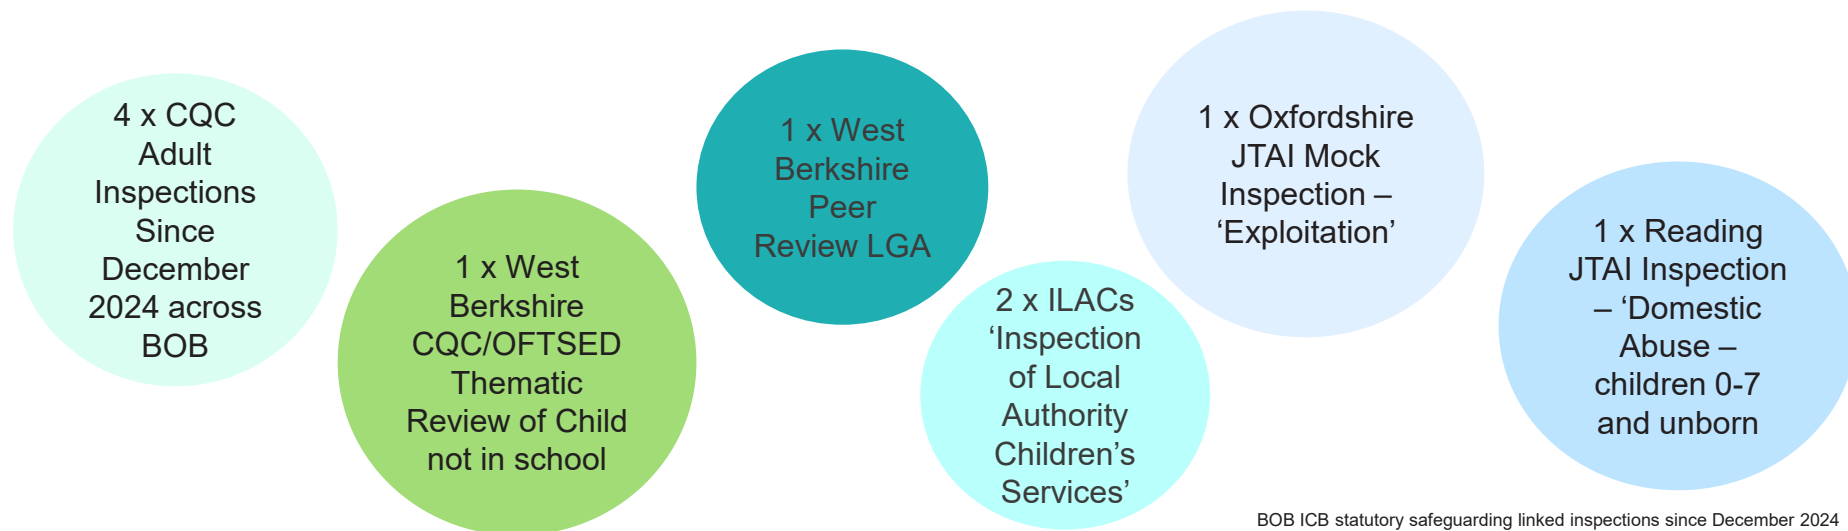 4 x CQC
Adult
Inspections
Since
December
2024 across
BOB
1 x West
Berkshire
CQC/OFTSED
Thematic
Review of Child
not in school
1 x West
Berkshire
Peer
Review LGA
2 x ILACs
‘Inspection
of Local
Authority
Children’s
Services’
1 x Oxfordshire
JTAI Mock
Inspection –
‘Exploitation’
1 x Reading
JTAI Inspection
– ‘Domestic
Abuse –
children 0-7
and unborn
BOB ICB statutory safeguarding linked inspections since December 2024